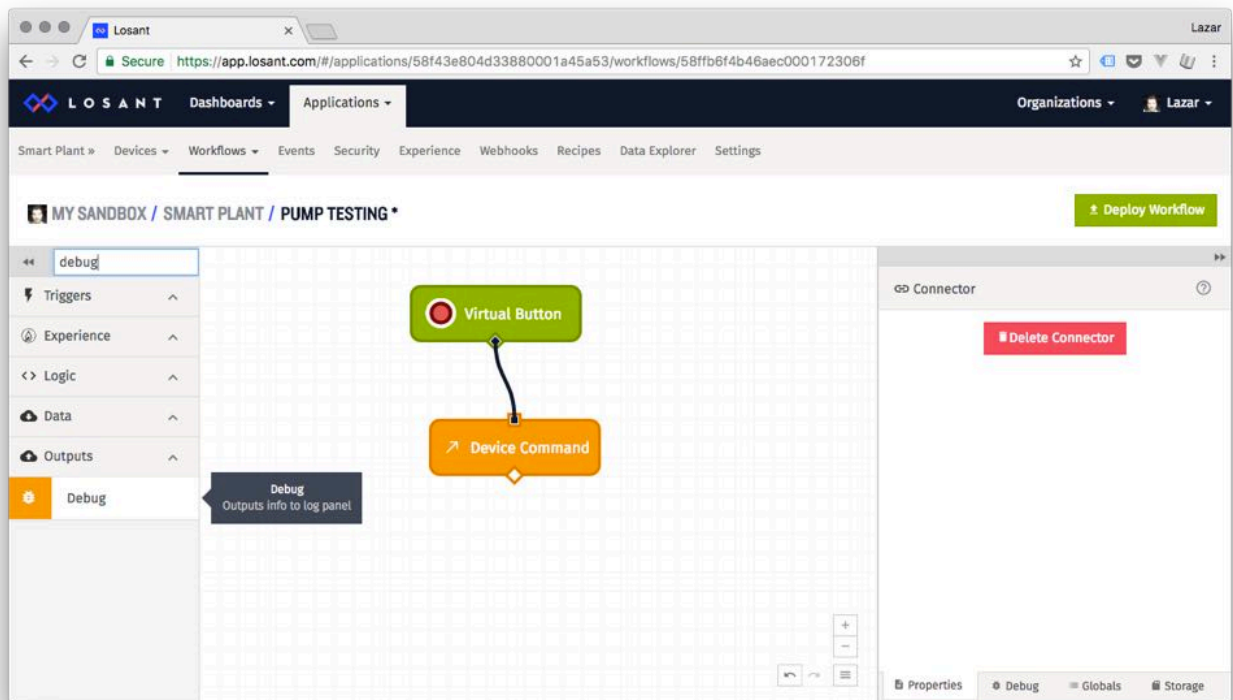 Losant
Lazar
Secure https://app.losant.com/#/applications/58f43e804d33880001a45a53/workflows/58ffb6f4b46aec000172306f
LOSANT Dashboards Applications Organizations Lazar
Smart Plant » Devices Workflows Events Security Experience Webhooks Recipes Data Explorer Settings
MY SANDBOX / SMART PLANT / PUMP TESTING *
Deploy Workflow
debug
Triggers
Experience
Logic
Data
Outputs
Debug
Debug
Outputs info to log panel
Virtual Button
Device Command
Connector
Delete Connector
Properties Debug Globals Storage